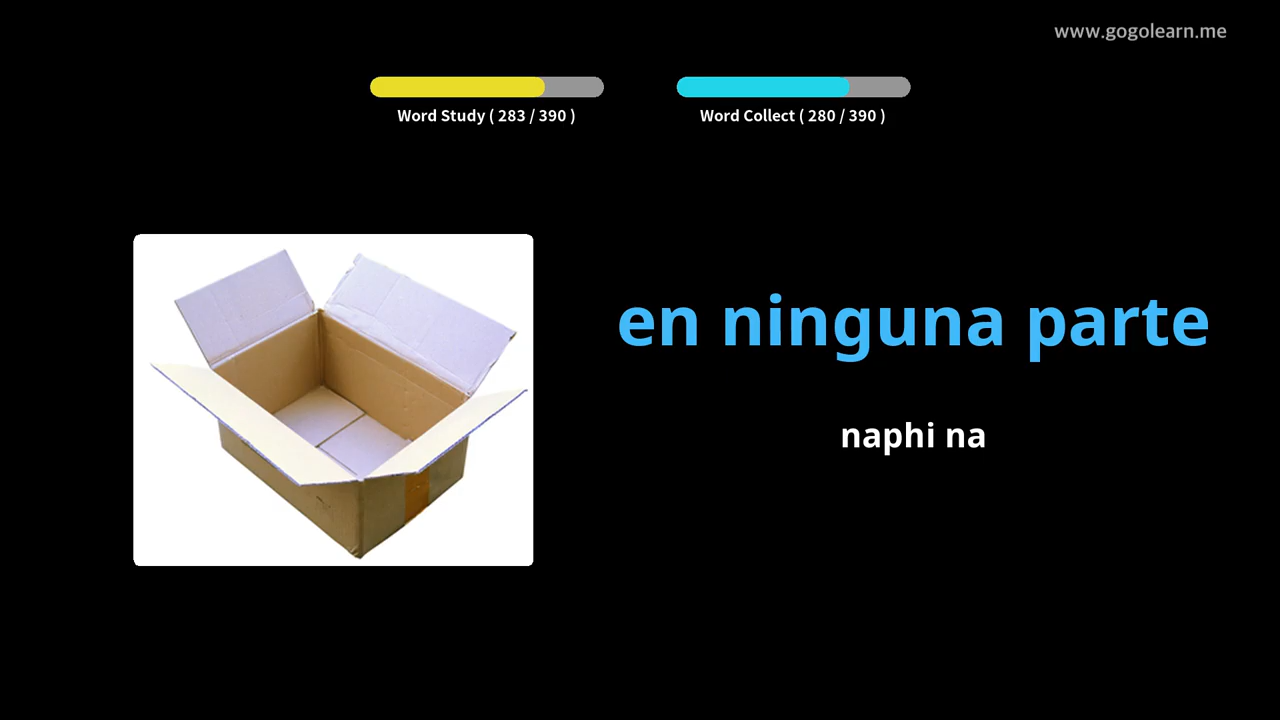 www.gogolearn.me
Word Study ( 283 / 390 )
Word Collect ( 280 / 390 )
en ninguna parte
naphi na